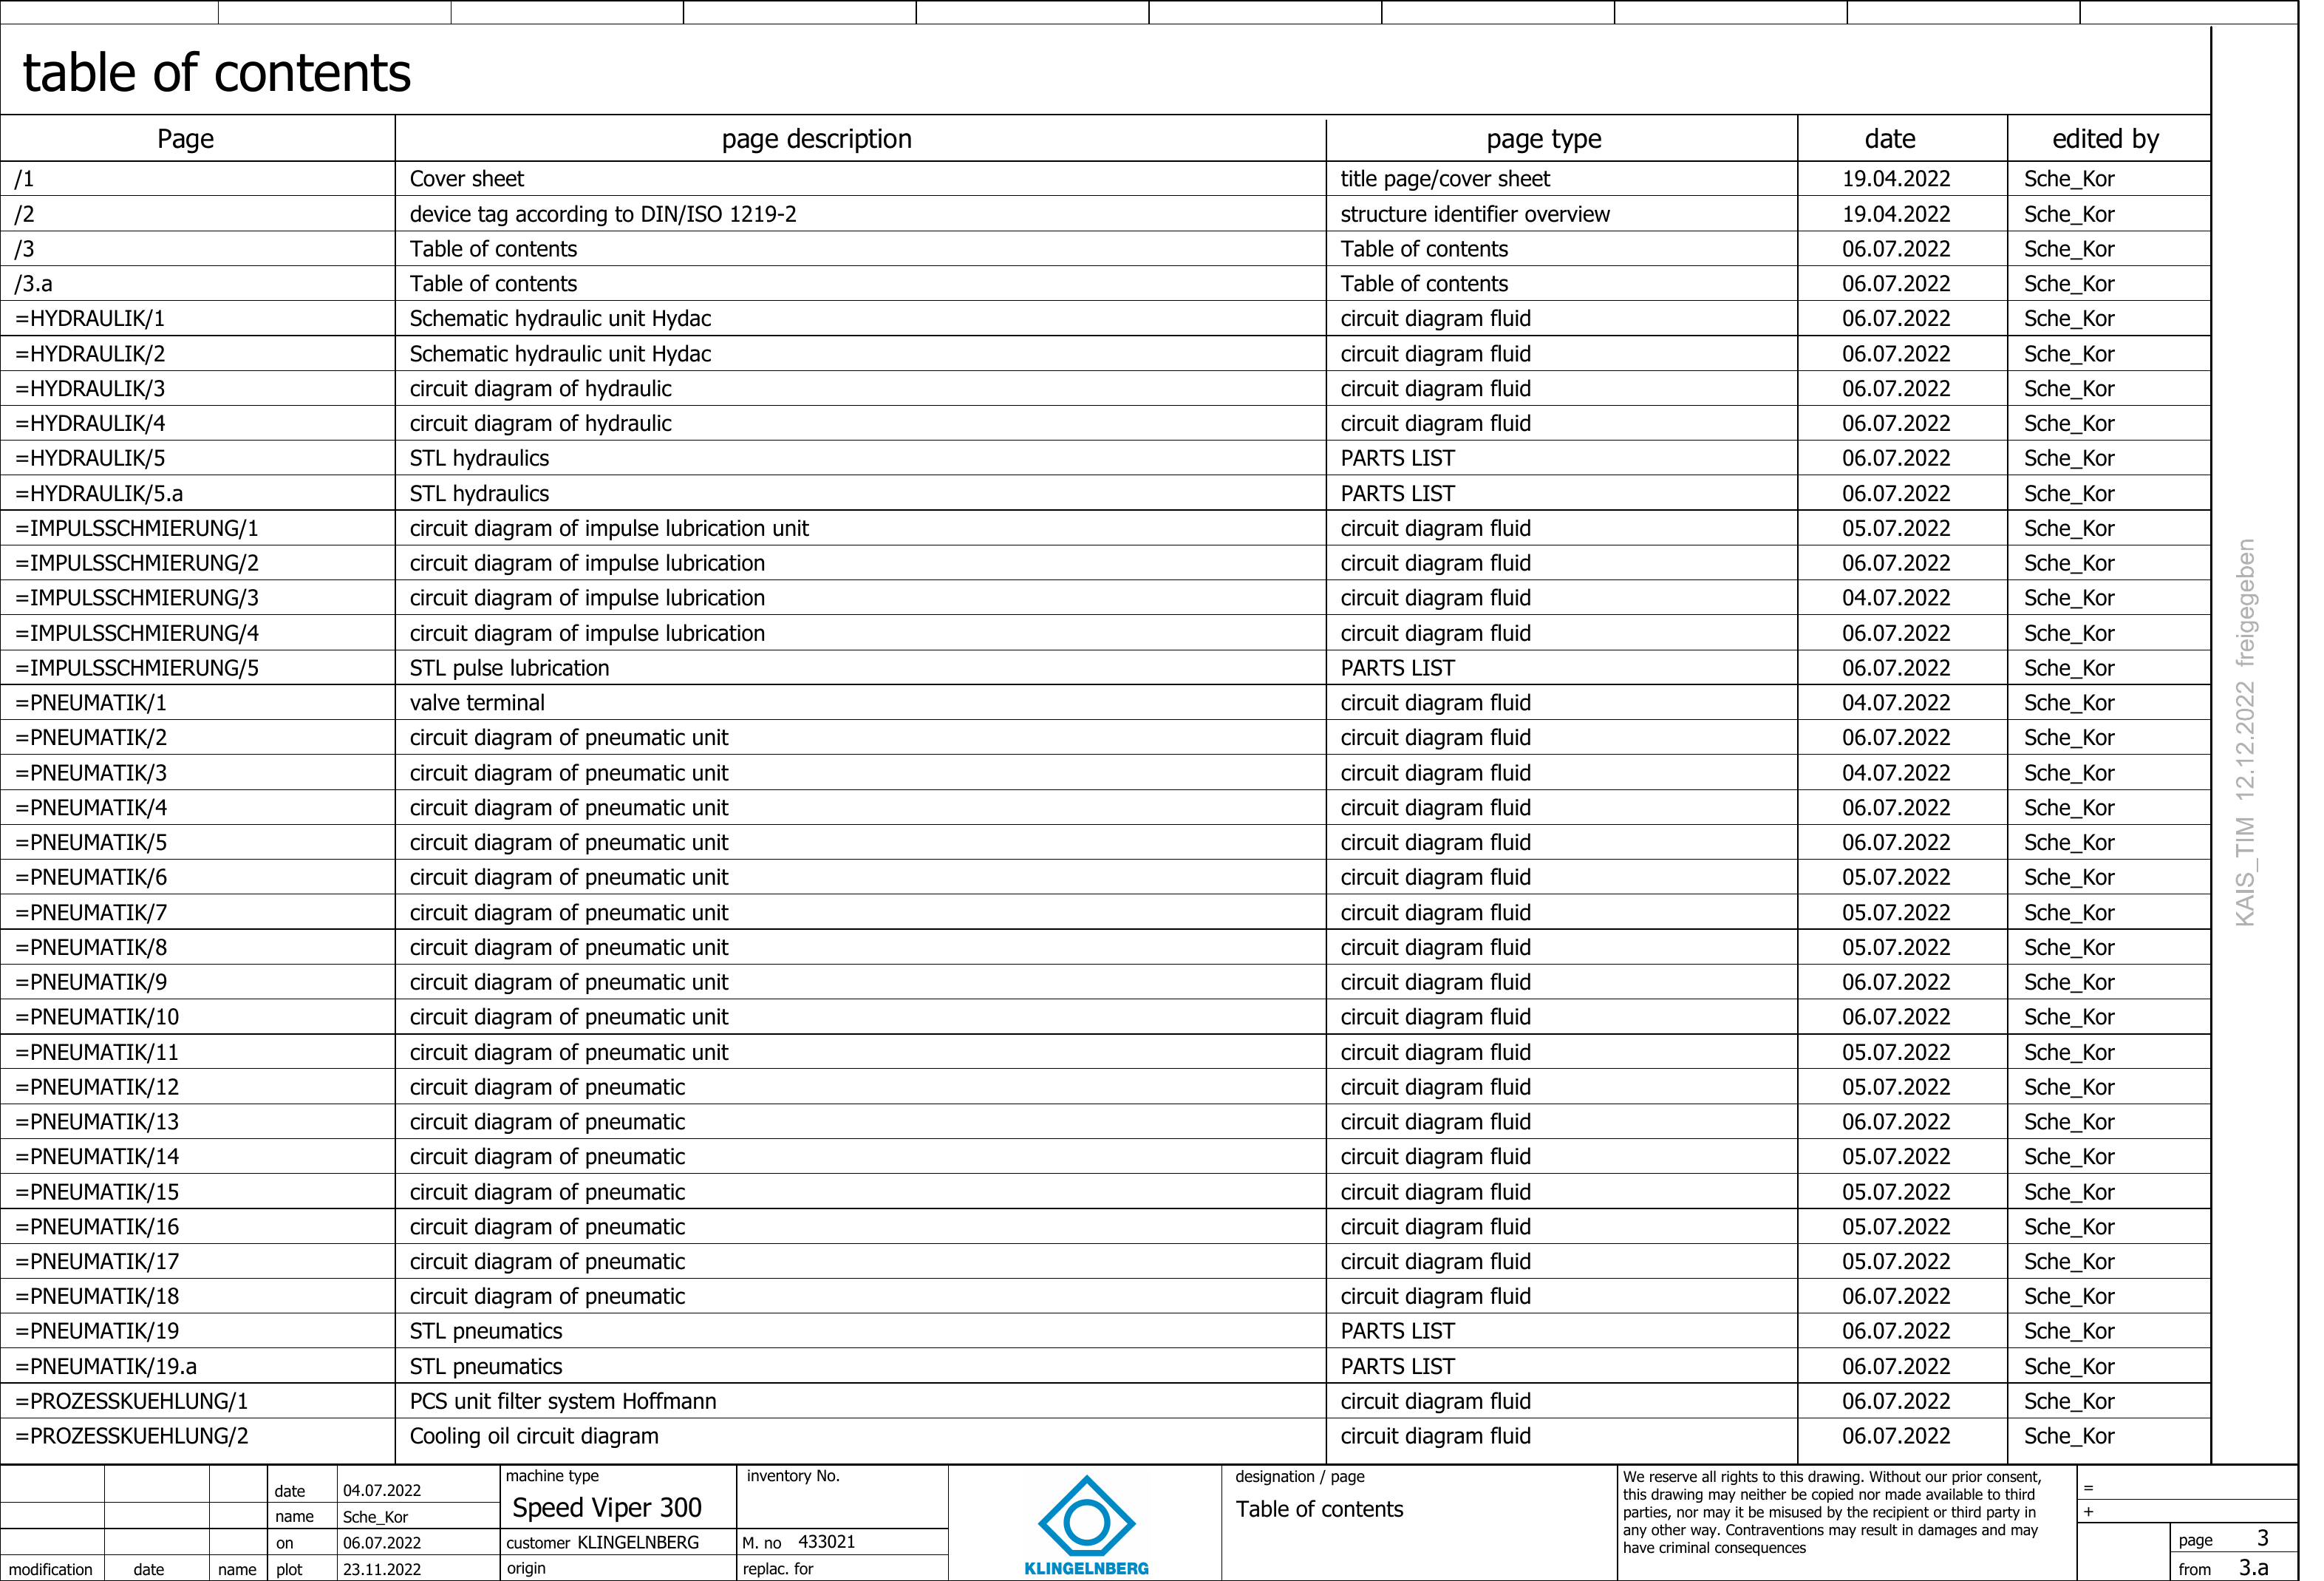 table of contents
Page page description page type date edited by
/1 Cover sheet title page/cover sheet 19.04.2022 Sche_Kor
/2 device tag according to DIN/ISO 1219-2 structure identifier overview 19.04.2022 Sche_Kor
/3 Table of contents Table of contents 06.07.2022 Sche_Kor
/3.a Table of contents Table of contents 06.07.2022 Sche_Kor
=HYDRAULIK/1 Schematic hydraulic unit Hydac circuit diagram fluid 06.07.2022 Sche_Kor
=HYDRAULIK/2 Schematic hydraulic unit Hydac circuit diagram fluid 06.07.2022 Sche_Kor
=HYDRAULIK/3 circuit diagram of hydraulic circuit diagram fluid 06.07.2022 Sche_Kor
=HYDRAULIK/4 circuit diagram of hydraulic circuit diagram fluid 06.07.2022 Sche_Kor
=HYDRAULIK/5 STL hydraulics PARTS LIST 06.07.2022 Sche_Kor
=HYDRAULIK/5.a STL hydraulics PARTS LIST 06.07.2022 Sche_Kor
=IMPULSSCHMIERUNG/1 circuit diagram of impulse lubrication unit circuit diagram fluid 05.07.2022 Sche_Kor
=IMPULSSCHMIERUNG/2 circuit diagram of impulse lubrication circuit diagram fluid 06.07.2022 Sche_Kor
=IMPULSSCHMIERUNG/3 circuit diagram of impulse lubrication circuit diagram fluid 04.07.2022 Sche_Kor
=IMPULSSCHMIERUNG/4 circuit diagram of impulse lubrication circuit diagram fluid 06.07.2022 Sche_Kor
=IMPULSSCHMIERUNG/5 STL pulse lubrication PARTS LIST 06.07.2022 Sche_Kor
=PNEUMATIK/1 valve terminal circuit diagram fluid 04.07.2022 Sche_Kor
=PNEUMATIK/2 circuit diagram of pneumatic unit circuit diagram fluid 06.07.2022 Sche_Kor
=PNEUMATIK/3 circuit diagram of pneumatic unit circuit diagram fluid 04.07.2022 Sche_Kor
=PNEUMATIK/4 circuit diagram of pneumatic unit circuit diagram fluid 06.07.2022 Sche_Kor
=PNEUMATIK/5 circuit diagram of pneumatic unit circuit diagram fluid 06.07.2022 Sche_Kor
=PNEUMATIK/6 circuit diagram of pneumatic unit circuit diagram fluid 05.07.2022 Sche_Kor
=PNEUMATIK/7 circuit diagram of pneumatic unit circuit diagram fluid 05.07.2022 Sche_Kor
=PNEUMATIK/8 circuit diagram of pneumatic unit circuit diagram fluid 05.07.2022 Sche_Kor
=PNEUMATIK/9 circuit diagram of pneumatic unit circuit diagram fluid 06.07.2022 Sche_Kor
=PNEUMATIK/10 circuit diagram of pneumatic unit circuit diagram fluid 06.07.2022 Sche_Kor
=PNEUMATIK/11 circuit diagram of pneumatic unit circuit diagram fluid 05.07.2022 Sche_Kor
=PNEUMATIK/12 circuit diagram of pneumatic circuit diagram fluid 05.07.2022 Sche_Kor
=PNEUMATIK/13 circuit diagram of pneumatic circuit diagram fluid 06.07.2022 Sche_Kor
=PNEUMATIK/14 circuit diagram of pneumatic circuit diagram fluid 05.07.2022 Sche_Kor
=PNEUMATIK/15 circuit diagram of pneumatic circuit diagram fluid 05.07.2022 Sche_Kor
=PNEUMATIK/16 circuit diagram of pneumatic circuit diagram fluid 05.07.2022 Sche_Kor
=PNEUMATIK/17 circuit diagram of pneumatic circuit diagram fluid 05.07.2022 Sche_Kor
=PNEUMATIK/18 circuit diagram of pneumatic circuit diagram fluid 06.07.2022 Sche_Kor
=PNEUMATIK/19 STL pneumatics PARTS LIST 06.07.2022 Sche_Kor
=PNEUMATIK/19.a STL pneumatics PARTS LIST 06.07.2022 Sche_Kor
=PROZESSKUEHLUNG/1 PCS unit filter system Hoffmann circuit diagram fluid 06.07.2022 Sche_Kor
=PROZESSKUEHLUNG/2 Cooling oil circuit diagram circuit diagram fluid 06.07.2022 Sche_Kor
KAIS_TIM 12.12.2022 freigegeben
modification date name
date 04.07.2022
name Sche_Kor
on 06.07.2022
plot 23.11.2022
machine type
Speed Viper 300
customer KLINGELNBERG
origin
inventory No.
M. no 433021
replac. for
KLINGELNBERG
designation / page
Table of contents
We reserve all rights to this drawing. Without our prior consent,
this drawing may neither be copied nor made available to third
parties, nor may it be misused by the recipient or third party in
any other way. Contraventions may result in damages and may
have criminal consequences
=
+
page 3
from 3.a